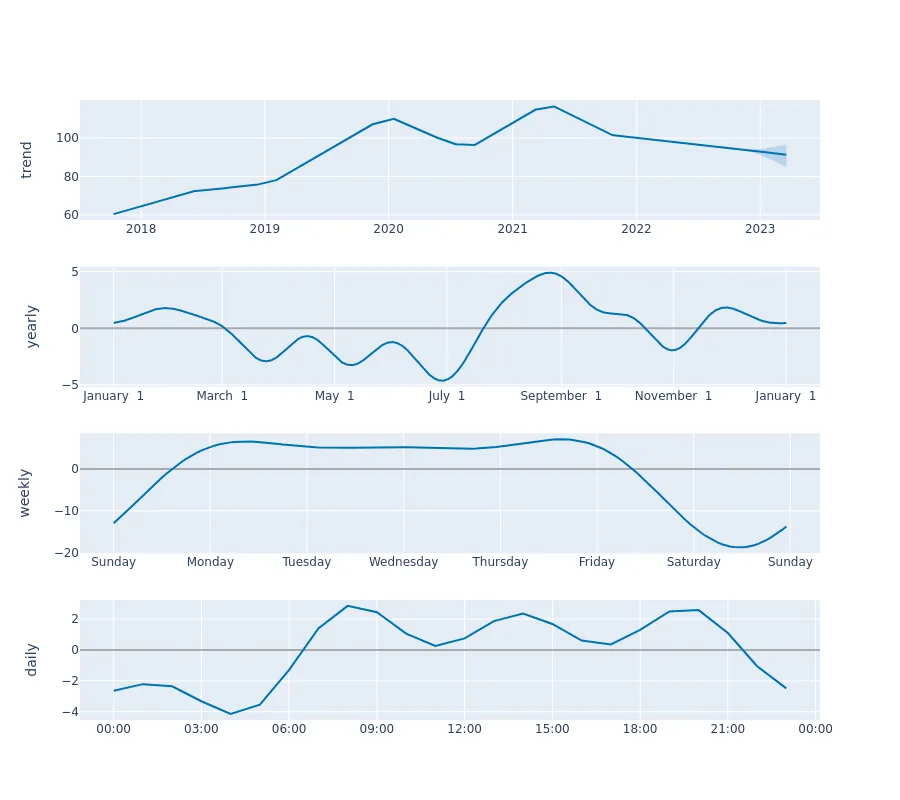 trend
100
80
60
2018 2019 2020 2021 2022 2023
yearly
5
0
−5
January 1 March 1 May 1 July 1 September 1 November 1 January 1
weekly
0
−10
−20
Sunday Monday Tuesday Wednesday Thursday Friday Saturday Sunday
daily
2
0
−2
−4
00:00 03:00 06:00 09:00 12:00 15:00 18:00 21:00 00:00